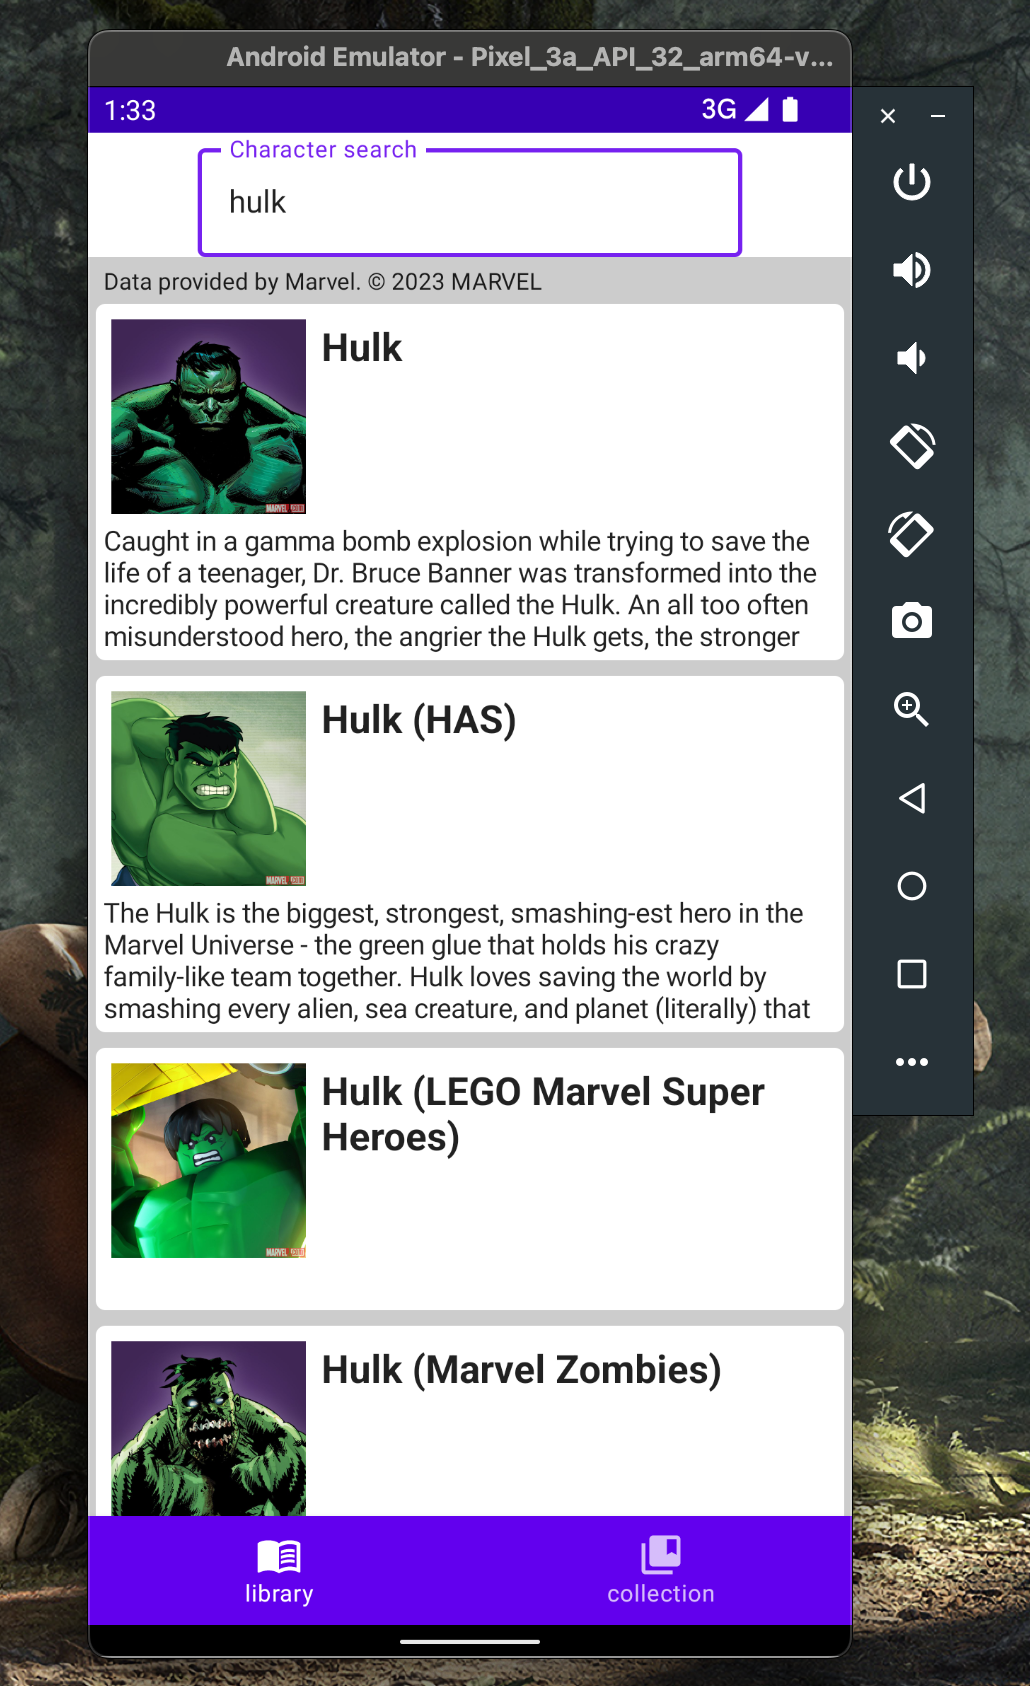 Android Emulator - Pixel_3a_API_32_arm64-v...
1:33
3G
Character search
hulk
Data provided by Marvel. © 2023 MARVEL
Hulk
MARVEL
Caught in a gamma bomb explosion while trying to save the
life of a teenager, Dr. Bruce Banner was transformed into the
incredibly powerful creature called the Hulk. An all too often
misunderstood hero, the angrier the Hulk gets, the stronger
Hulk (HAS)
MARVEL
The Hulk is the biggest, strongest, smashing-est hero in the
Marvel Universe - the green glue that holds his crazy
family-like team together. Hulk loves saving the world by
smashing every alien, sea creature, and planet (literally) that
Hulk (LEGO Marvel Super
Heroes)
MARVEL
Hulk (Marvel Zombies)
library
collection